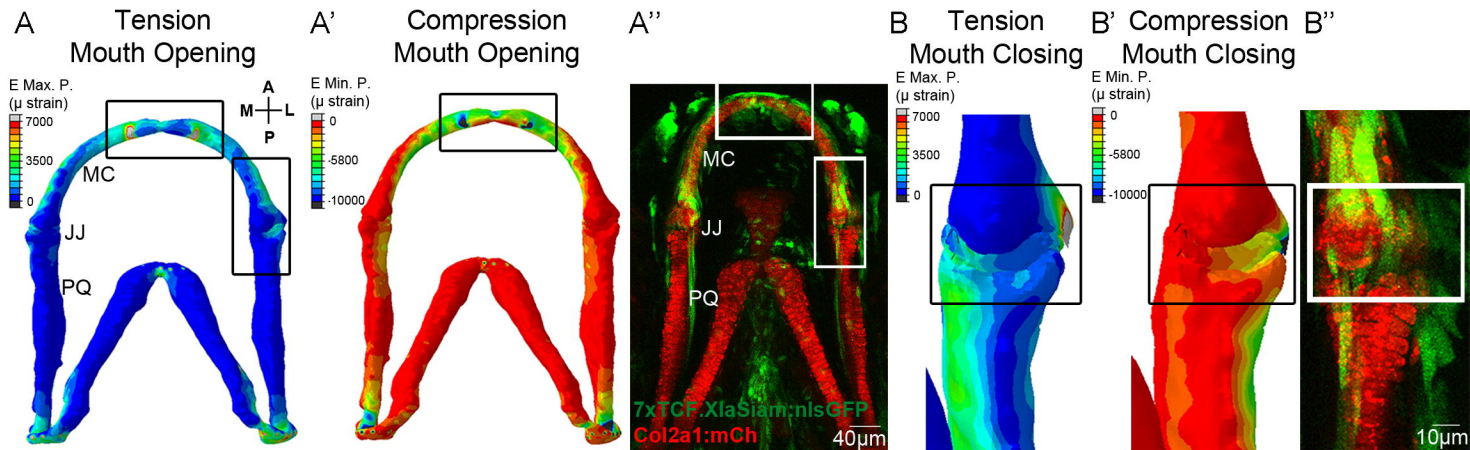 A
Tension
Mouth Opening
E Max. P.
(µ strain)
7000
3500
0
A
M
L
P
MC
JJ
PQ
A'
Compression
Mouth Opening
E Min. P.
(µ strain)
0
-5800
-10000
A''
MC
JJ
PQ
7xTCF.XlaSiam:nlsGFP
Col2a1:mCh
40µm
B
Tension
Mouth Closing
E Max. P.
(µ strain)
7000
3500
0
B'
Compression
Mouth Closing
E Min. P.
(µ strain)
0
-5800
-10000
B''
10µm